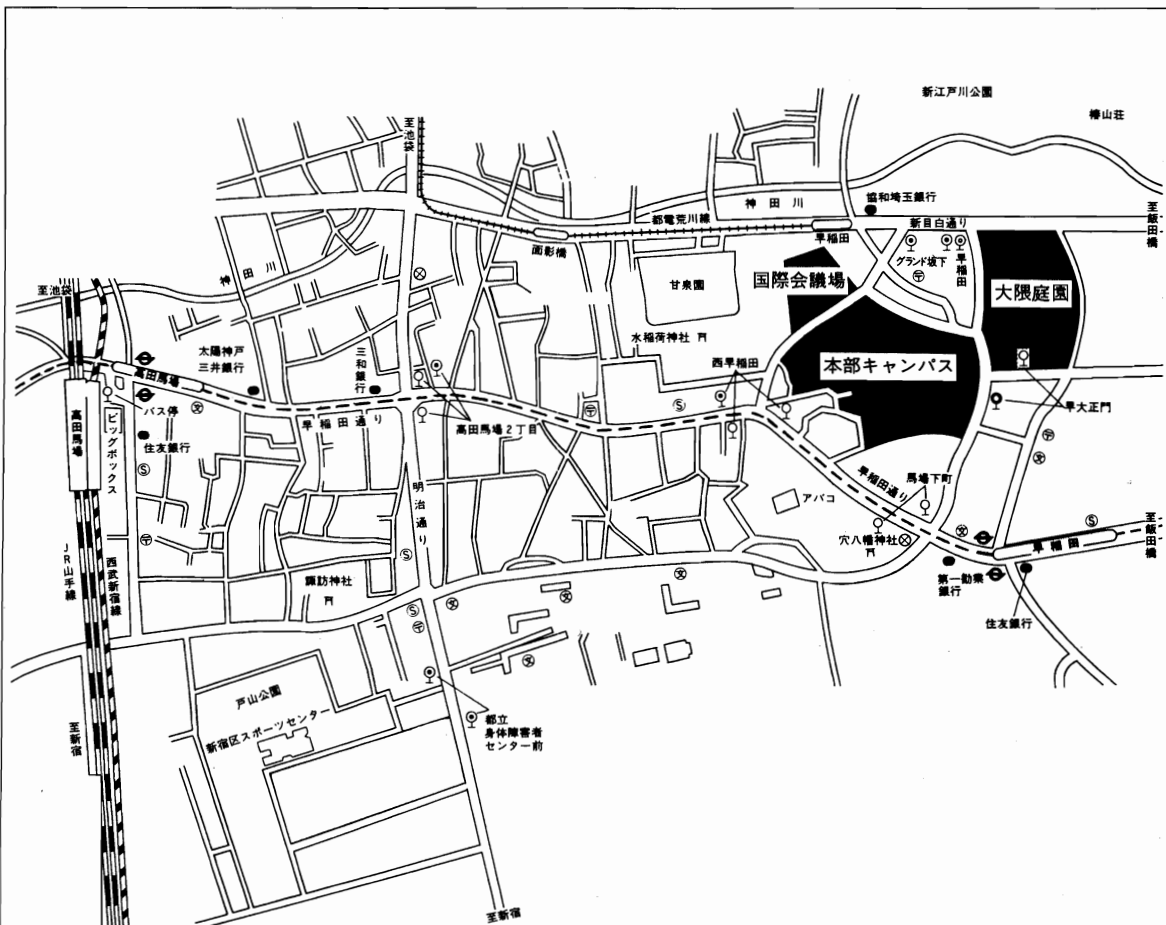 新江戸川公園
椿山荘
至池袋
協和埼玉銀行
神田川
都電荒川線
新目白通り
至飯田橋
早稲田
面影橋
グランド坂下
早稲田
神田川
甘泉園
国際会議場
大隈庭園
至池袋
水稲荷神社
太陽神戸
三井銀行
三和銀行
西早稲田
本部キャンパス
高田馬場
高田馬場
バス停
ビッグボックス
早稲田通り
高田馬場2丁目
早大正門
住友銀行
明治通り
早稲田通り
馬場下町
アバコ
穴八幡神社
早稲田
至飯田橋
JR山手線
西武新宿線
諏訪神社
第一勧業
銀行
住友銀行
戸山公園
新宿区スポーツセンター
都立
身体障害者
センター前
至新宿
至新宿